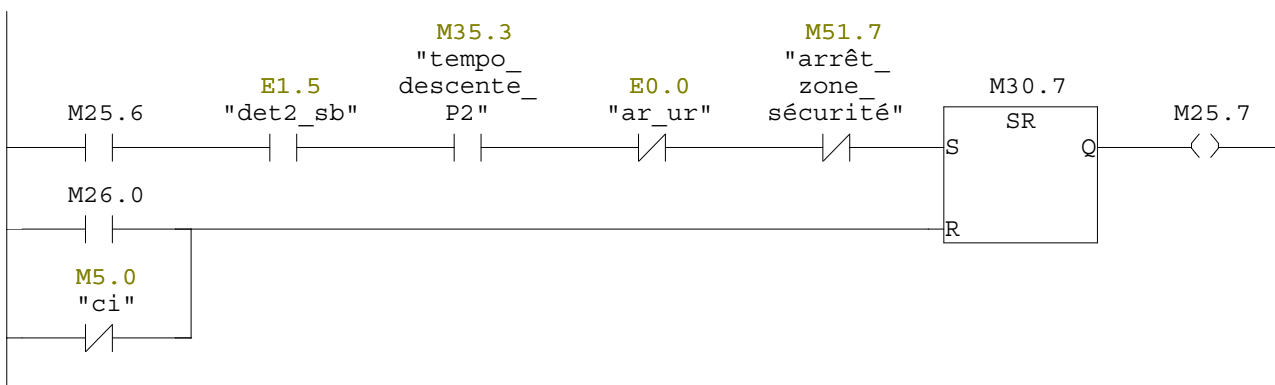 M35.3
M51.7
"tempo_
"arrêt_
E1.5
descente_
E0.0
zone_
M30.7
M25.6
"det2_sb"
P2"
"ar_ur"
sécurité"
SR
M25.7
S
Q
M26.0
R
M5.0
"ci"